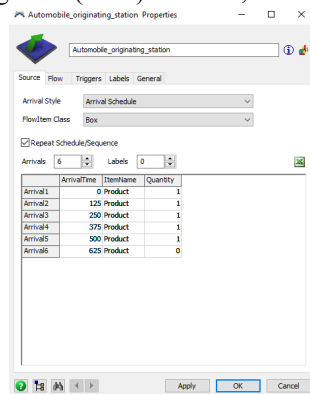 Automobile_originating_station Properties
Automobile_originating_station
Source Flow Triggers Labels General
Arrival Style Arrival Schedule
FlowItem Class Box
Repeat Schedule/Sequence
Arrivals 6 Labels 0
ArrivalTime ItemName Quantity
Arrival1 0 Product 1
Arrival2 125 Product 1
Arrival3 250 Product 1
Arrival4 375 Product 1
Arrival5 500 Product 1
Arrival6 625 Product 0
Apply OK Cancel